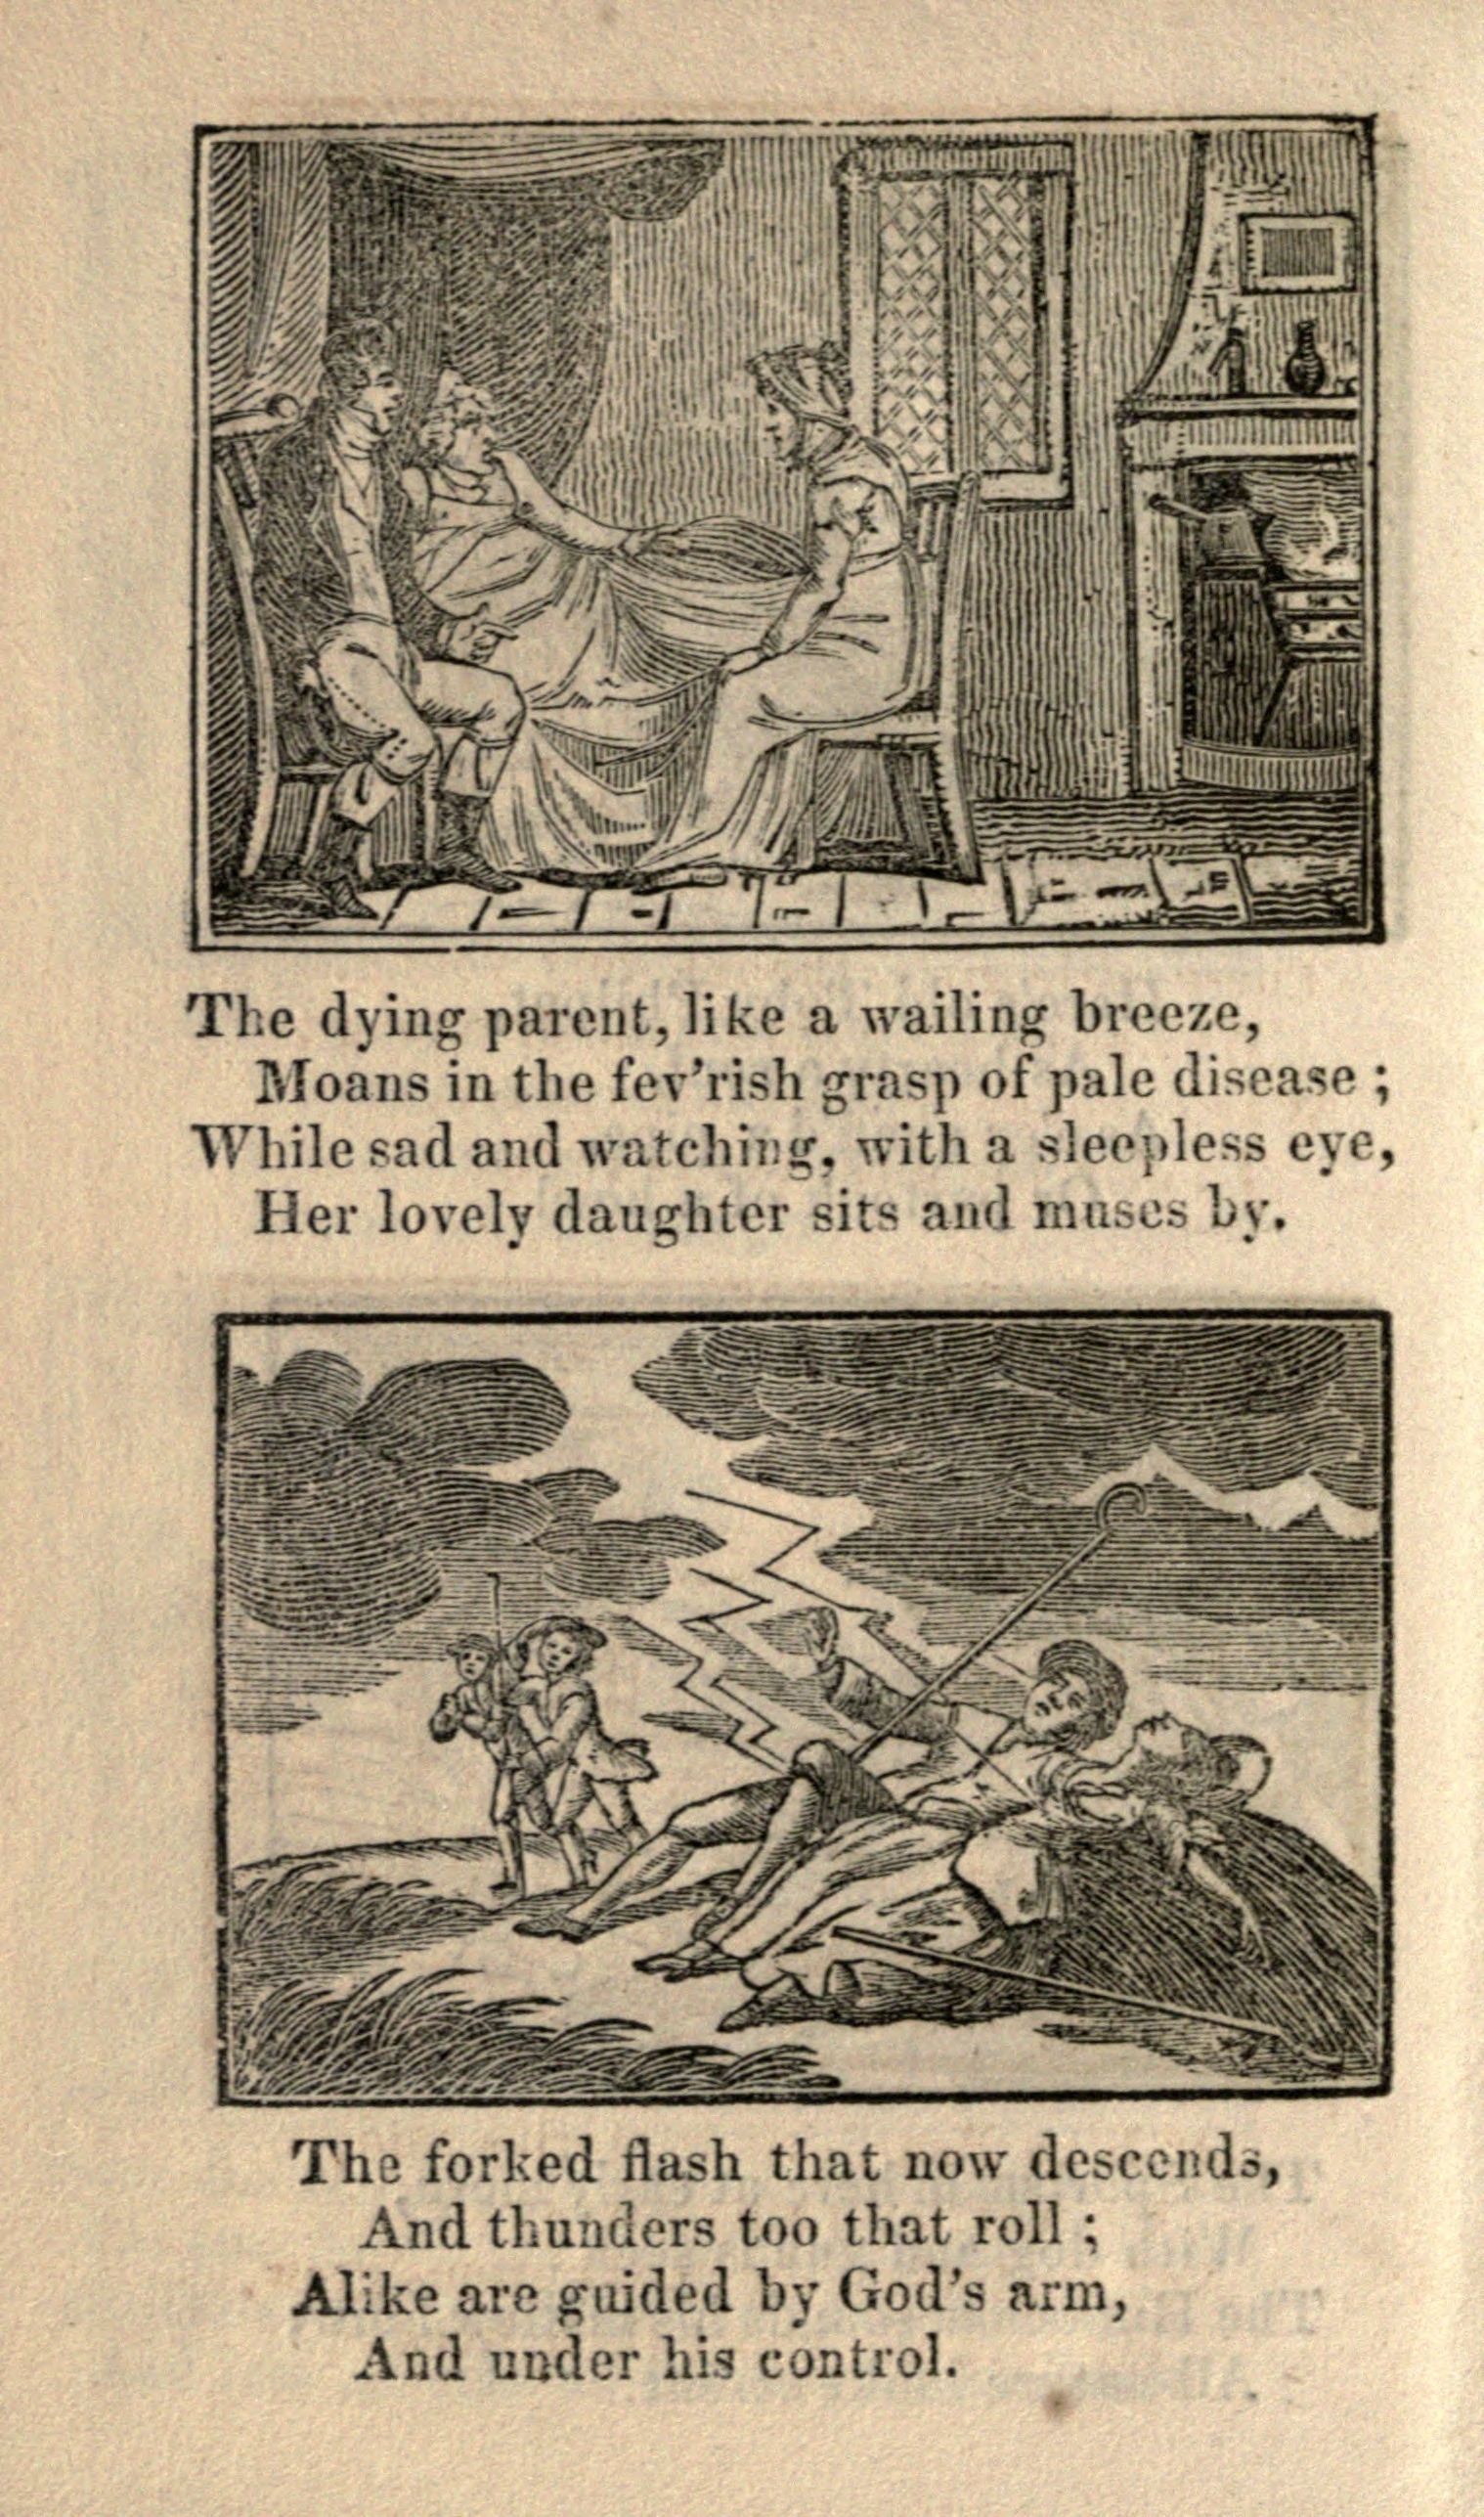 The dying parent, like a wailing breeze,
Moans in the fev'rish grasp of pale disease ;
While sad and watching, with a sleepless eye,
Her lovely daughter sits and muses by.
The forked flash that now descends,
And thunders too that roll ;
Alike are guided by God's arm,
And under his control.